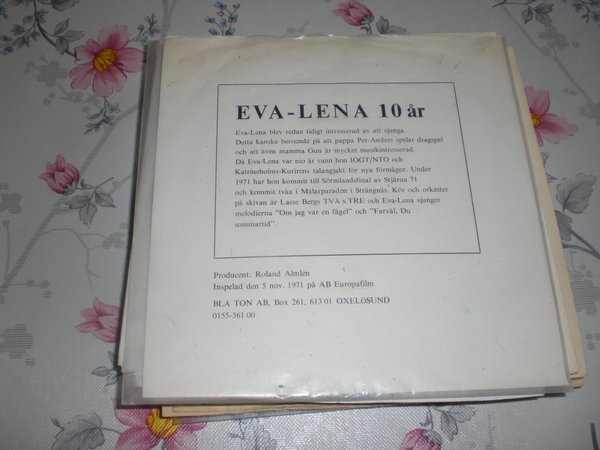 EVA-LENA 10 år
Eva-Lena blev redan tidigt intresserad av att sjunga.
Detta kanske beroende på att pappa Per-Anders spelar dragspel
och att även mamma Gun är mycket musikintresserad.
Då Eva-Lena var nio år vann hon IOGT/NTO och
Katrineholms-Kurirens talangjakt för nya förmågor. Under
1971 har hon kommit till Sörmlandsfinal av Stjärna 71
och kommit tvåa i Mälarparaden i Strängnäs. Kör och orkester
på skivan är Lasse Bergs TVÅ x TRE och Eva-Lena sjunger
melodierna "Om jag var en fågel" och "Farväl, Du
sommartid".
Producent: Roland Almlén
Inspelad den 5 nov. 1971 på AB Europafilm
BLÅ TON AB, Box 261, 613 01 OXELÖSUND
0155-361 00